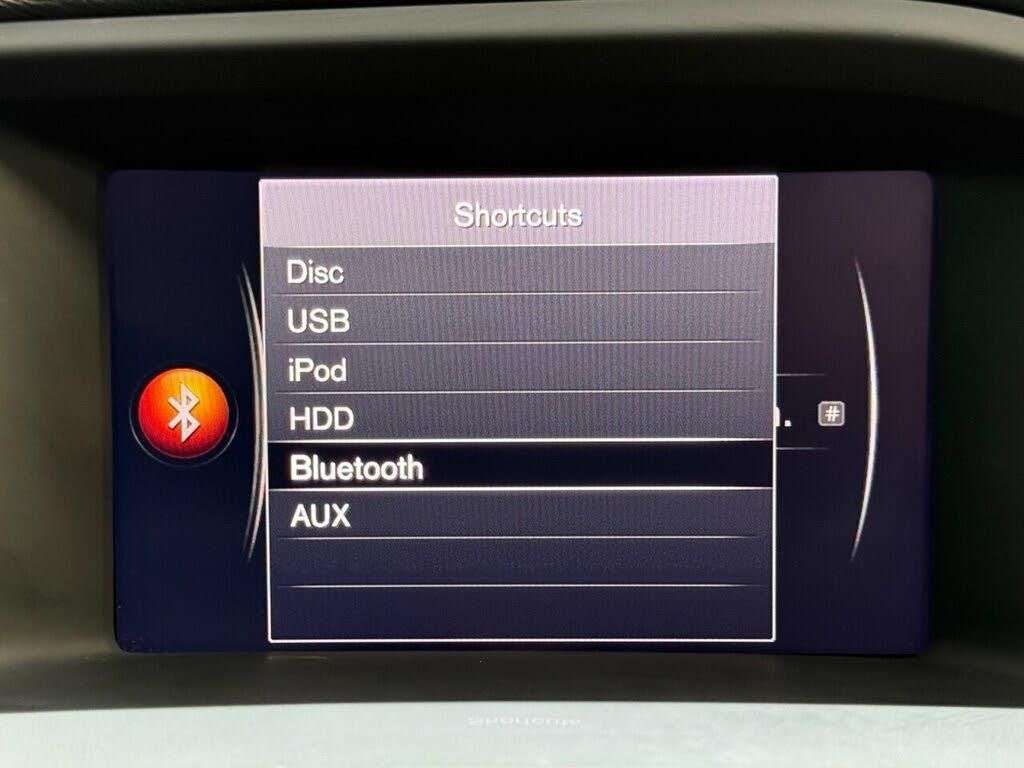 Shortcuts
Disc
USB
iPod
HDD
Bluetooth
AUX
#